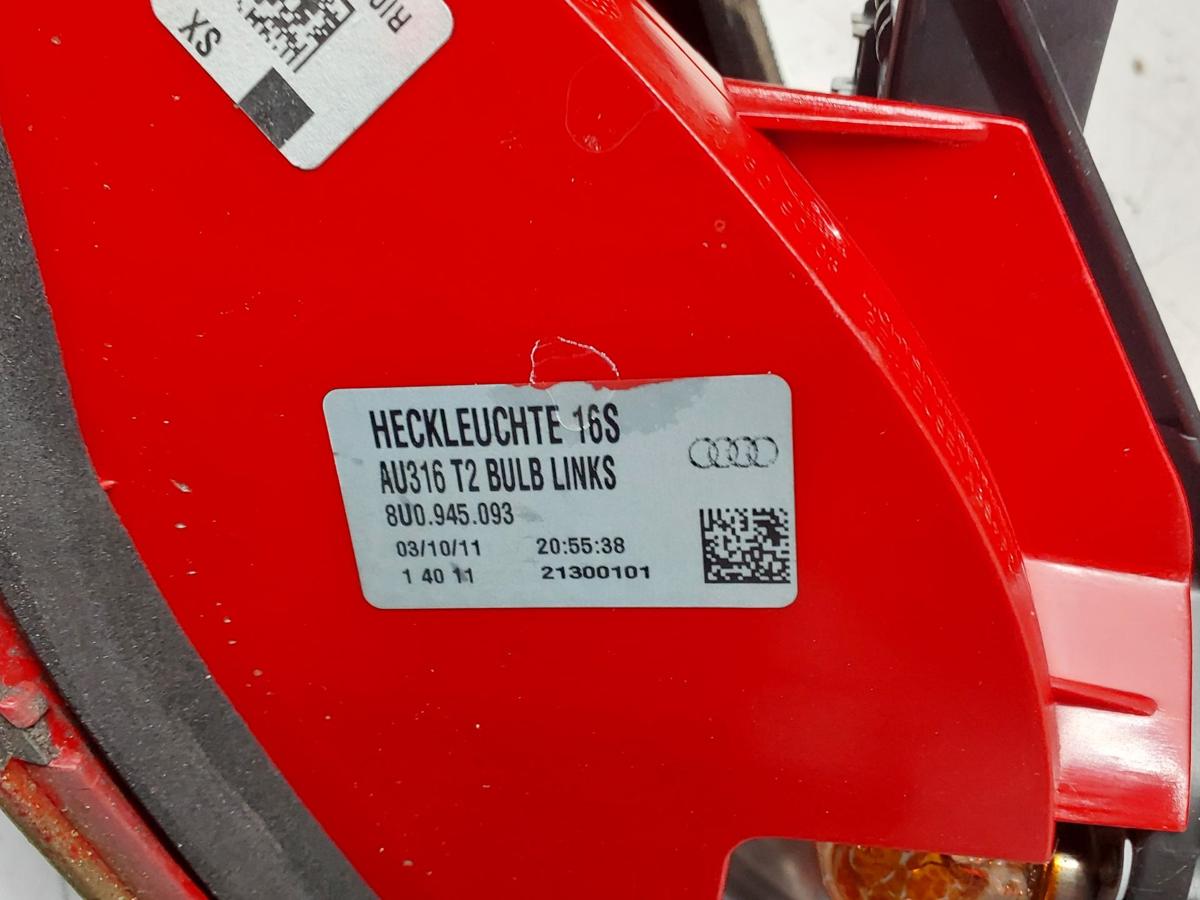 SX
HECKLEUCHTE 16S
AU316 T2 BULB LINKS
8U0.945.093
03/10/11 20:55:38
1 40 11 21300101